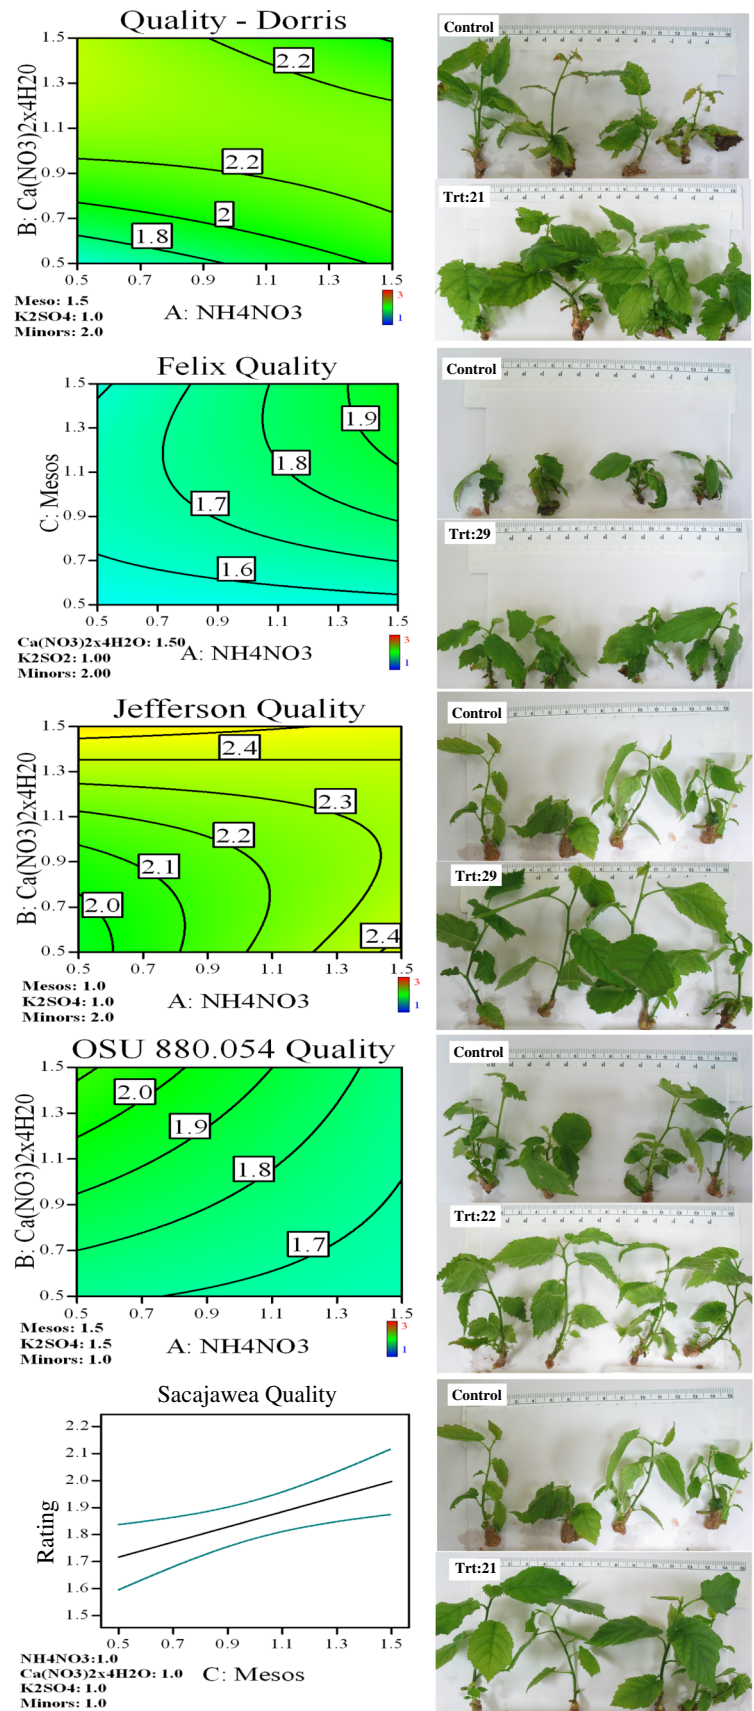 Quality - Dorris
B: Ca(NO3)2x4H20
1.5
1.3
1.1
0.9
0.7
0.5
2.2
2.2
2
1.8
0.5 0.7 0.9 1.1 1.3 1.5
A: NH4NO3
Meso: 1.5
K2SO4: 1.0
Minors: 2.0
3
1
Control
Trt:21
Felix Quality
C: Mesos
1.5
1.3
1.1
0.9
0.7
0.5
1.9
1.8
1.7
1.6
0.5 0.7 0.9 1.1 1.3 1.5
A: NH4NO3
Ca(NO3)2x4H2O: 1.50
K2SO2: 1.00
Minors: 2.00
3
1
Control
Trt:29
Jefferson Quality
B: Ca(NO3)2x4H20
1.5
1.3
1.1
0.9
0.7
0.5
2.4
2.3
2.2
2.1
2.0
2.4
0.5 0.7 0.9 1.1 1.3 1.5
A: NH4NO3
Mesos: 1.0
K2SO4: 1.0
Minors: 2.0
3
1
Control
Trt:29
OSU 880.054 Quality
B: Ca(NO3)2x4H20
1.5
1.3
1.1
0.9
0.7
0.5
2.0
1.9
1.8
1.7
0.5 0.7 0.9 1.1 1.3 1.5
A: NH4NO3
Mesos: 1.5
K2SO4: 1.5
Minors: 1.0
3
1
Control
Trt:22
Sacajawea Quality
Rating
2.2
2.1
2.0
1.9
1.8
1.7
1.6
1.5
0.5 0.7 0.9 1.1 1.3 1.5
C: Mesos
NH4NO3:1.0
Ca(NO3)2x4H2O: 1.0
K2SO4: 1.0
Minors: 1.0
Control
Trt:21